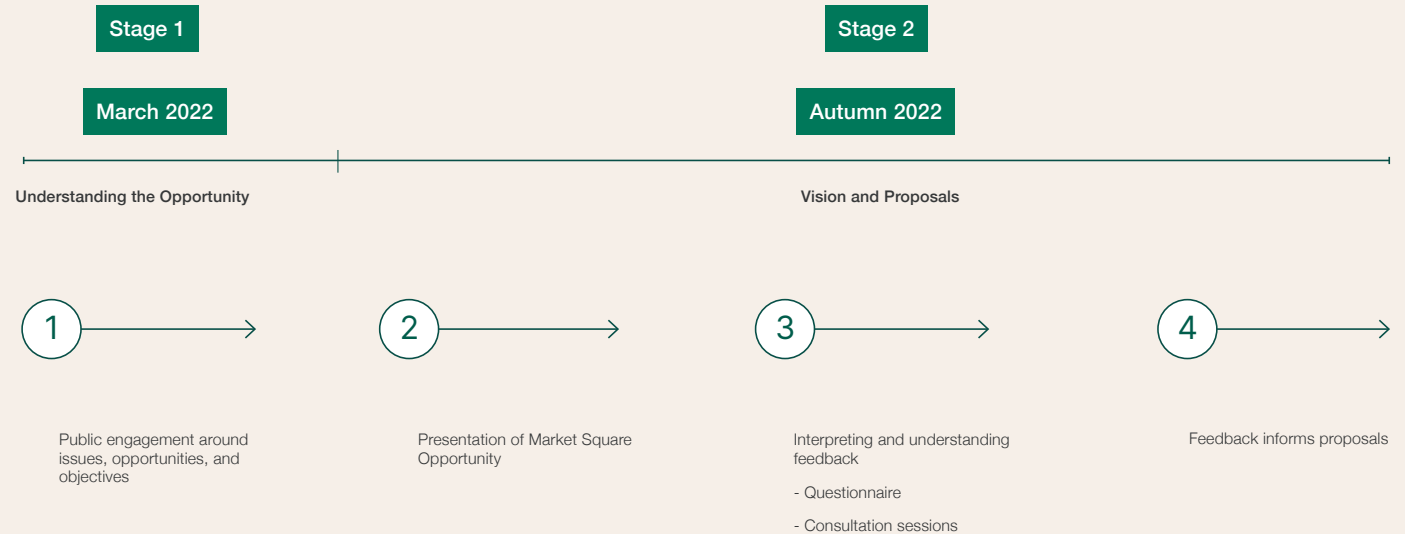 Stage 1
Stage 2
March 2022
Autumn 2022
Understanding the Opportunity
Vision and Proposals
1
2
3
4
Public engagement around
issues, opportunities, and
objectives
Presentation of Market Square
Opportunity
Interpreting and understanding
feedback
- Questionnaire
- Consultation sessions
Feedback informs proposals